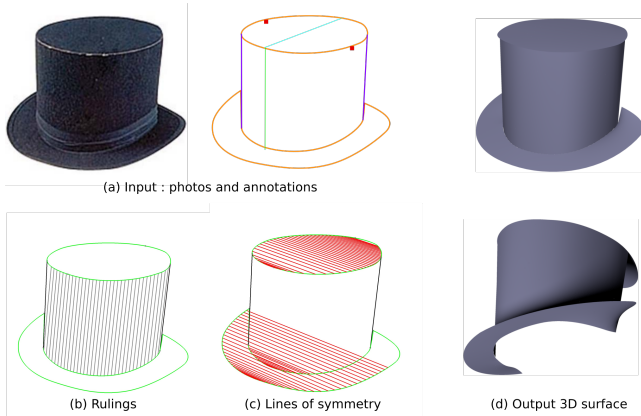 (a) Input : photos and annotations
(b) Rulings
(c) Lines of symmetry
(d) Output 3D surface